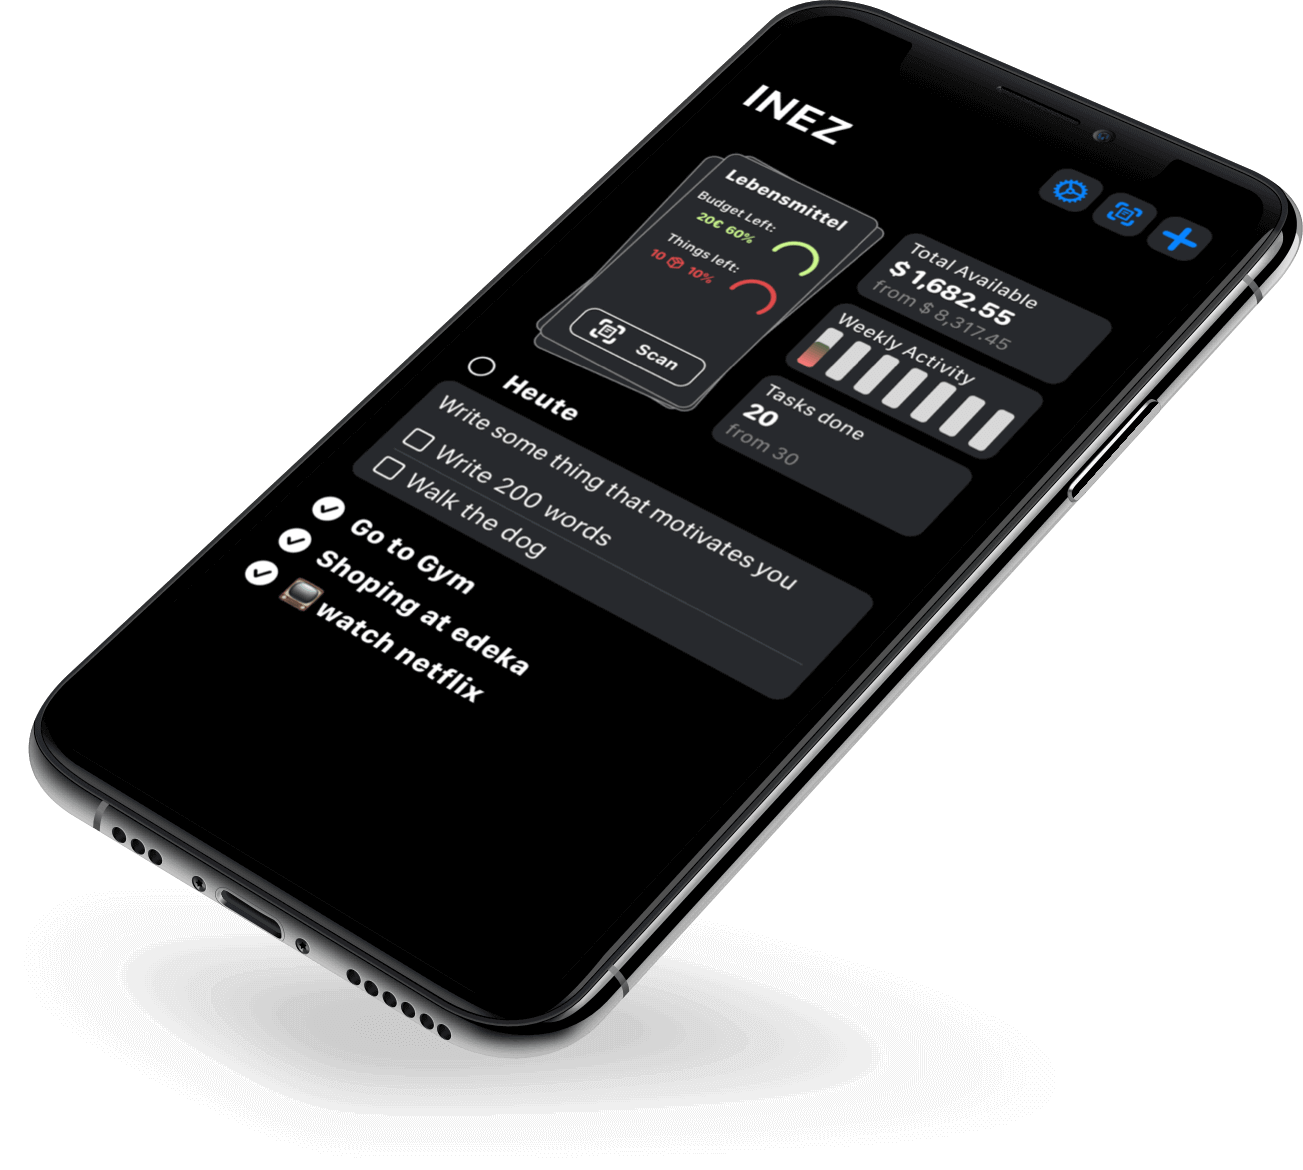 INEZ
Lebensmittel
Budget Left:
20€ 60%
Things left:
10 10%
Scan
Total Available
$1,682.55
from $8,317.45
Weekly Activity
Tasks done
20
from 30
Heute
Write some thing that motivates you
Write 200 words
Walk the dog
Go to Gym
Shoping at edeka
watch netflix